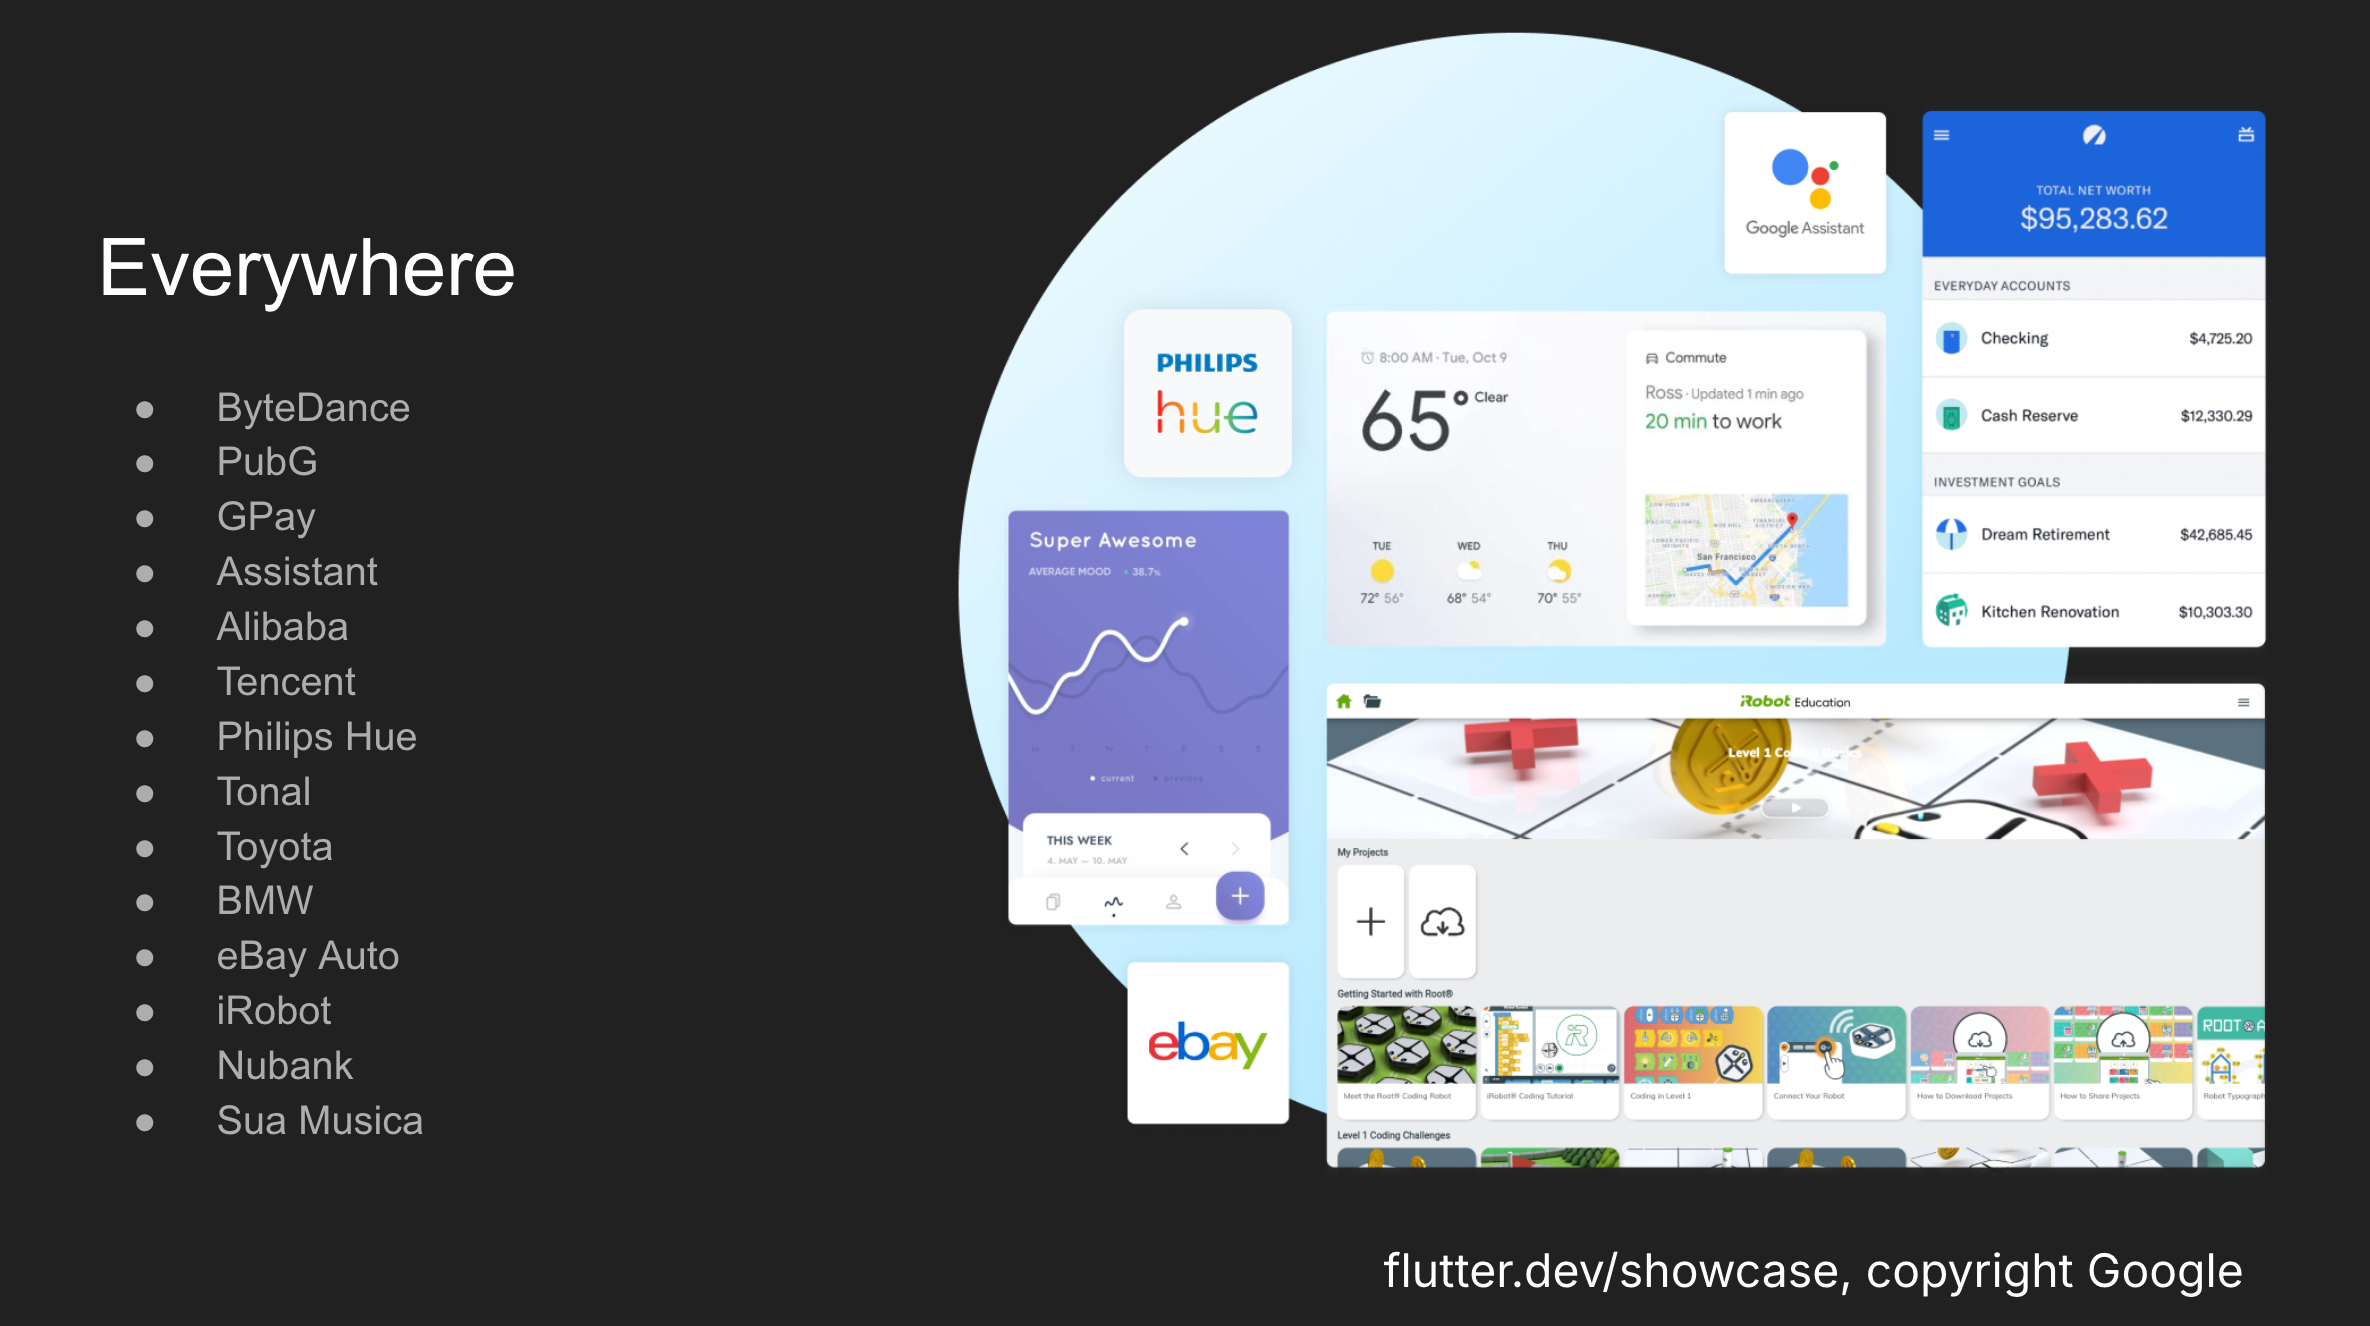 Everywhere
● ByteDance
● PubG
● GPay
● Assistant
● Alibaba
● Tencent
● Philips Hue
● Tonal
● Toyota
● BMW
● eBay Auto
● iRobot
● Nubank
● Sua Musica
Google Assistant
TOTAL NET WORTH
$95,283.62
EVERYDAY ACCOUNTS
Checking $4,725.20
Cash Reserve $12,330.29
INVESTMENT GOALS
Dream Retirement $42,685.45
Kitchen Renovation $10,303.30
PHILIPS
hue
8:00 AM · Tue, Oct 9
65° Clear
TUE WED THU
72° 56° 68° 54° 70° 55°
Commute
Ross · Updated 1 min ago
20 min to work
San Francisco
Super Awesome
AVERAGE MOOD • 38.7%
M T W T F S S
current previous
THIS WEEK
4. MAY — 10. MAY
ebay
iRobot Education
Level 1 Coding
My Projects
Getting Started with Root®
ROOT
Meet the Root® Coding Robot
iRobot® Coding Tutorial
Coding in Level 1
Connect Your Robot
How to Download Projects
How to Share Projects
Robot Typograph
Level 1 Coding Challenges
flutter.dev/showcase, copyright Google